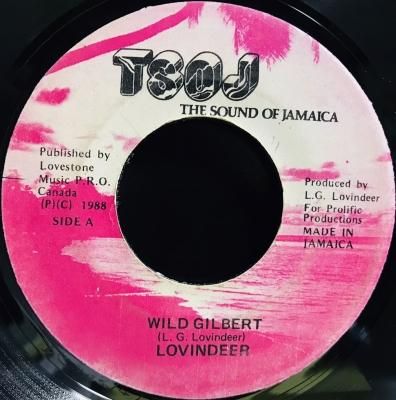 TSOJ
THE SOUND OF JAMAICA
Published by
Lovestone
Music P.R.O.
Canada
(P)(C) 1988
SIDE A
Produced by
L.G. Lovindeer
For Prolific
Productions
MADE IN
JAMAICA
WILD GILBERT
(L. G. Lovindeer)
LOVINDEER